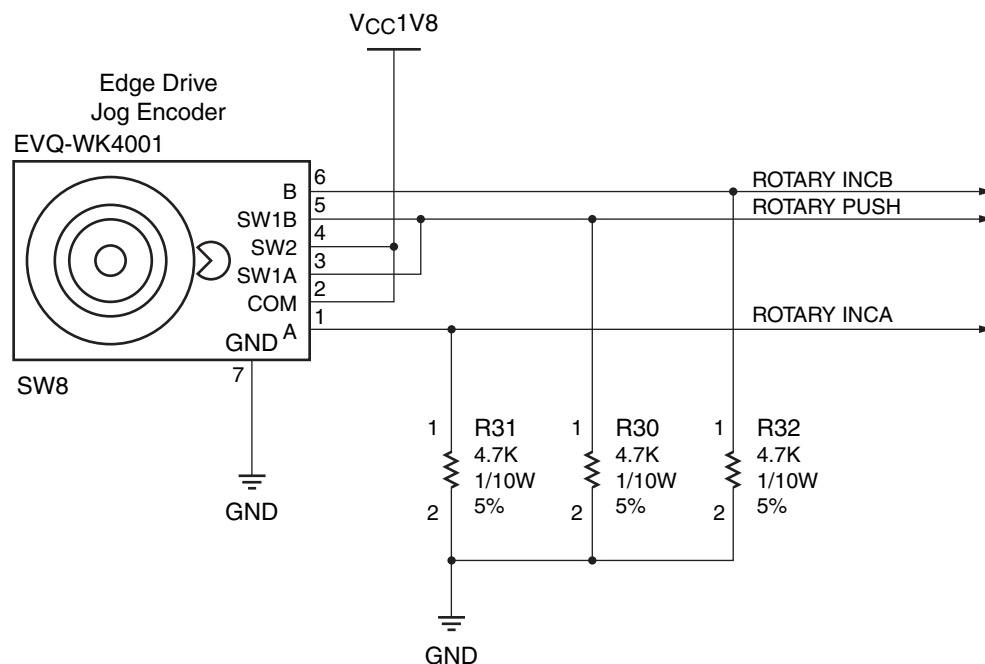 VCC1V8
Edge Drive
Jog Encoder
EVQ-WK4001
B
6
ROTARY INCB
SW1B
5
ROTARY PUSH
SW2
4
SW1A
3
COM
2
A
1
ROTARY INCA
GND
7
SW8
GND
1
R31
4.7K
1/10W
5%
2
1
R30
4.7K
1/10W
5%
2
1
R32
4.7K
1/10W
5%
2
GND